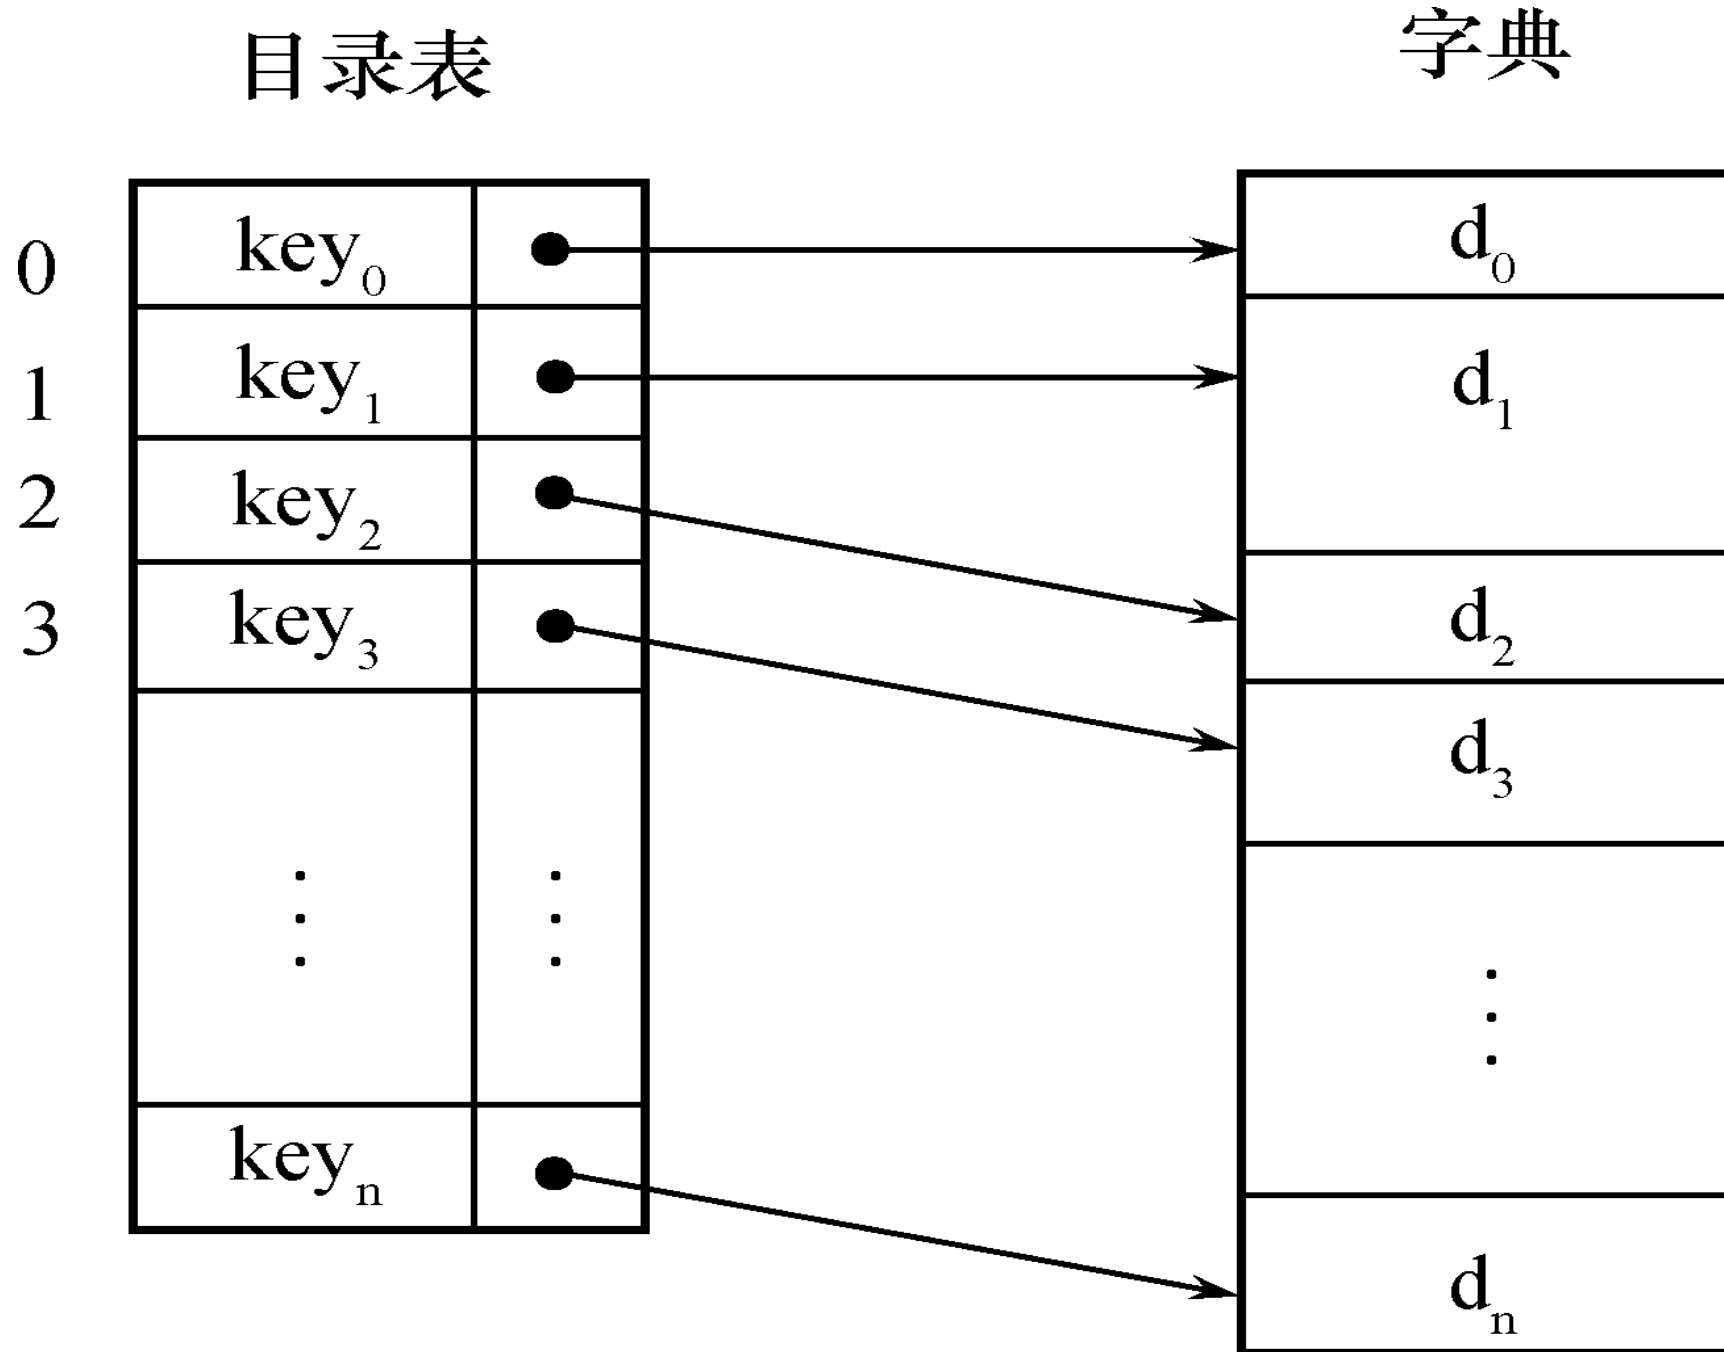 目录表 字典
0 key₀ d₀
1 key₁ d₁
2 key₂ d₂
3 key₃ d₃
keyₙ dₙ